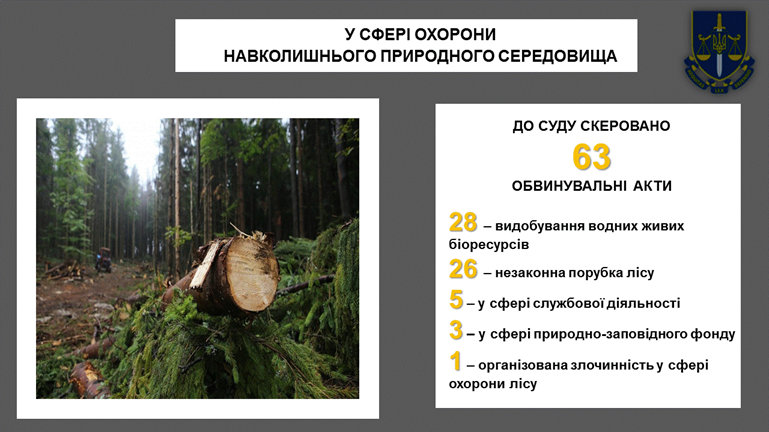 У СФЕРІ ОХОРОНИ
НАВКОЛИШНЬОГО ПРИРОДНОГО СЕРЕДОВИЩА
ДО СУДУ СКЕРОВАНО
63
ОБВИНУВАЛЬНІ АКТИ
28 – видобування водних живих
біоресурсів
26 – незаконна порубка лісу
5 – у сфері службової діяльності
3 – у сфері природно-заповідного фонду
1 – організована злочинність у сфері
охорони лісу